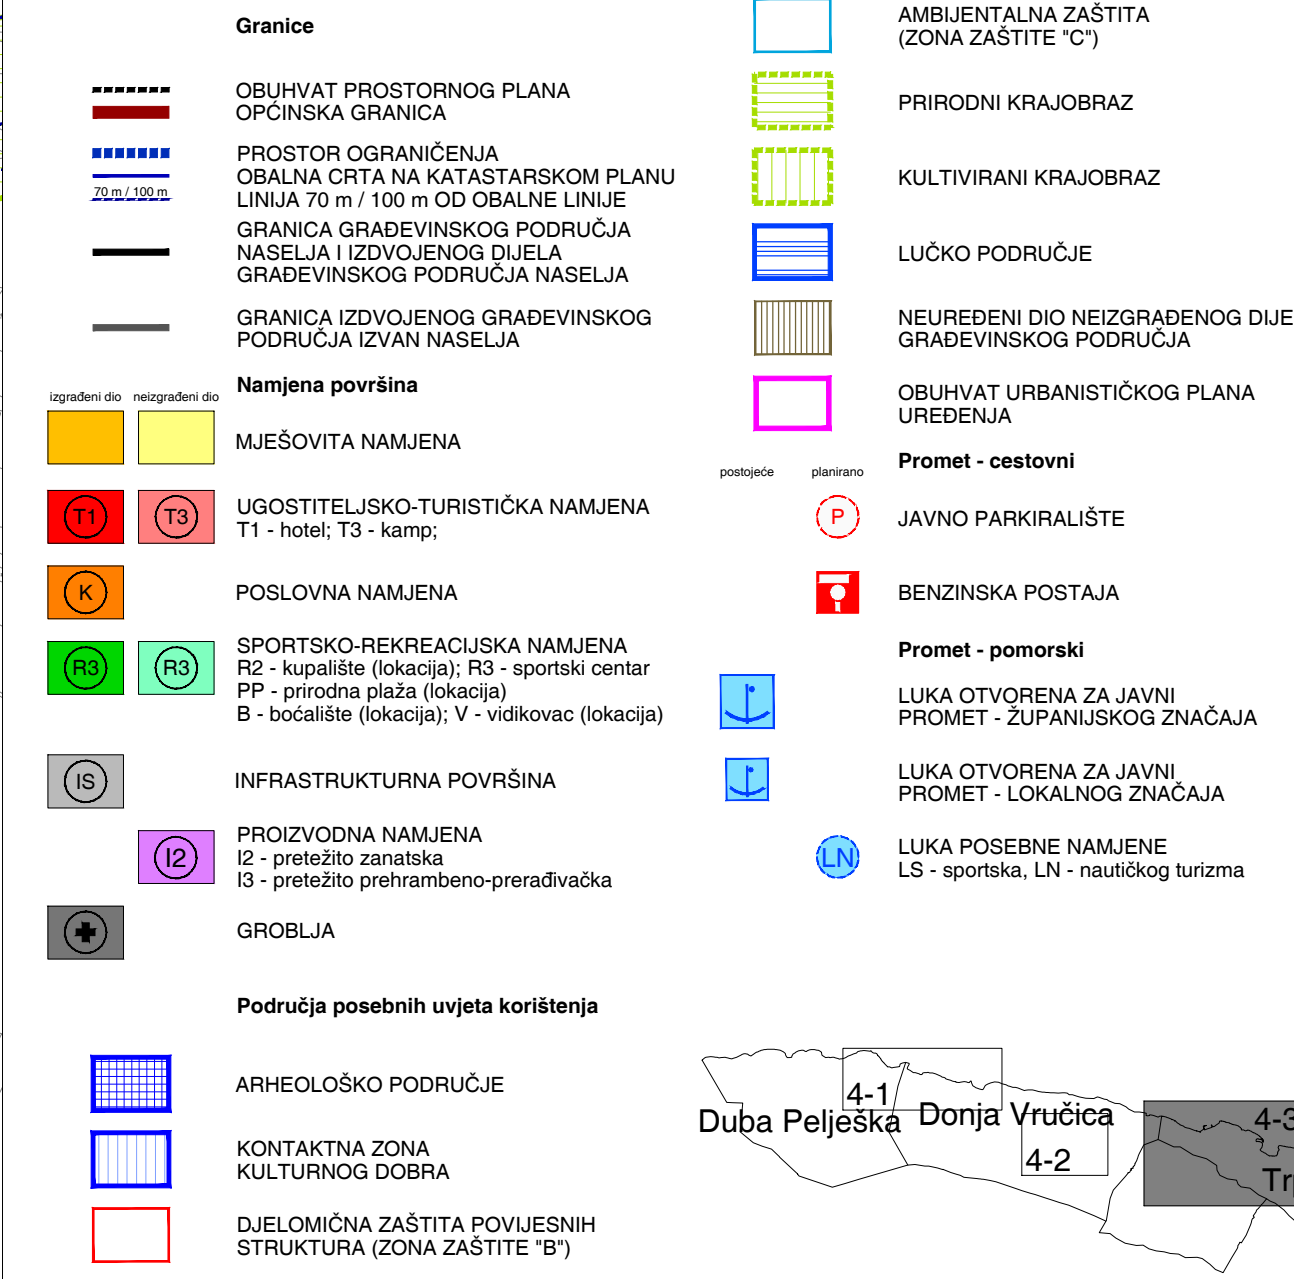 Granice
OBUHVAT PROSTORNOG PLANA
OPĆINSKA GRANICA
PROSTOR OGRANIČENJA
OBALNA CRTA NA KATASTARSKOM PLANU
70 m / 100 m
LINIJA 70 m / 100 m OD OBALNE LINIJE
GRANICA GRAĐEVINSKOG PODRUČJA
NASELJA I IZDVOJENOG DIJELA
GRAĐEVINSKOG PODRUČJA NASELJA
GRANICA IZDVOJENOG GRAĐEVINSKOG
PODRUČJA IZVAN NASELJA
Namjena površina
izgrađeni dio neizgrađeni dio
MJEŠOVITA NAMJENA
T1 T3
UGOSTITELJSKO-TURISTIČKA NAMJENA
T1 - hotel; T3 - kamp;
K
POSLOVNA NAMJENA
R3 R3
SPORTSKO-REKREACIJSKA NAMJENA
R2 - kupalište (lokacija); R3 - sportski centar
PP - prirodna plaža (lokacija)
B - boćalište (lokacija); V - vidikovac (lokacija)
IS
INFRASTRUKTURNA POVRŠINA
I2
PROIZVODNA NAMJENA
I2 - pretežito zanatska
I3 - pretežito prehrambeno-prerađivačka
GROBLJA
Područja posebnih uvjeta korištenja
ARHEOLOŠKO PODRUČJE
KONTAKTNA ZONA
KULTURNOG DOBRA
DJELOMIČNA ZAŠTITA POVIJESNIH
STRUKTURA (ZONA ZAŠTITE "B")
AMBIJENTALNA ZAŠTITA
(ZONA ZAŠTITE "C")
PRIRODNI KRAJOBRAZ
KULTIVIRANI KRAJOBRAZ
LUČKO PODRUČJE
NEUREĐENI DIO NEIZGRAĐENOG DIJE
GRAĐEVINSKOG PODRUČJA
OBUHVAT URBANISTIČKOG PLANA
UREĐENJA
Promet - cestovni
postojeće planirano
P
JAVNO PARKIRALIŠTE
BENZINSKA POSTAJA
Promet - pomorski
LUKA OTVORENA ZA JAVNI
PROMET - ŽUPANIJSKOG ZNAČAJA
LUKA OTVORENA ZA JAVNI
PROMET - LOKALNOG ZNAČAJA
LN
LUKA POSEBNE NAMJENE
LS - sportska, LN - nautičkog turizma
4-1
Duba Pelješka
Donja Vručica
4-2
4-3